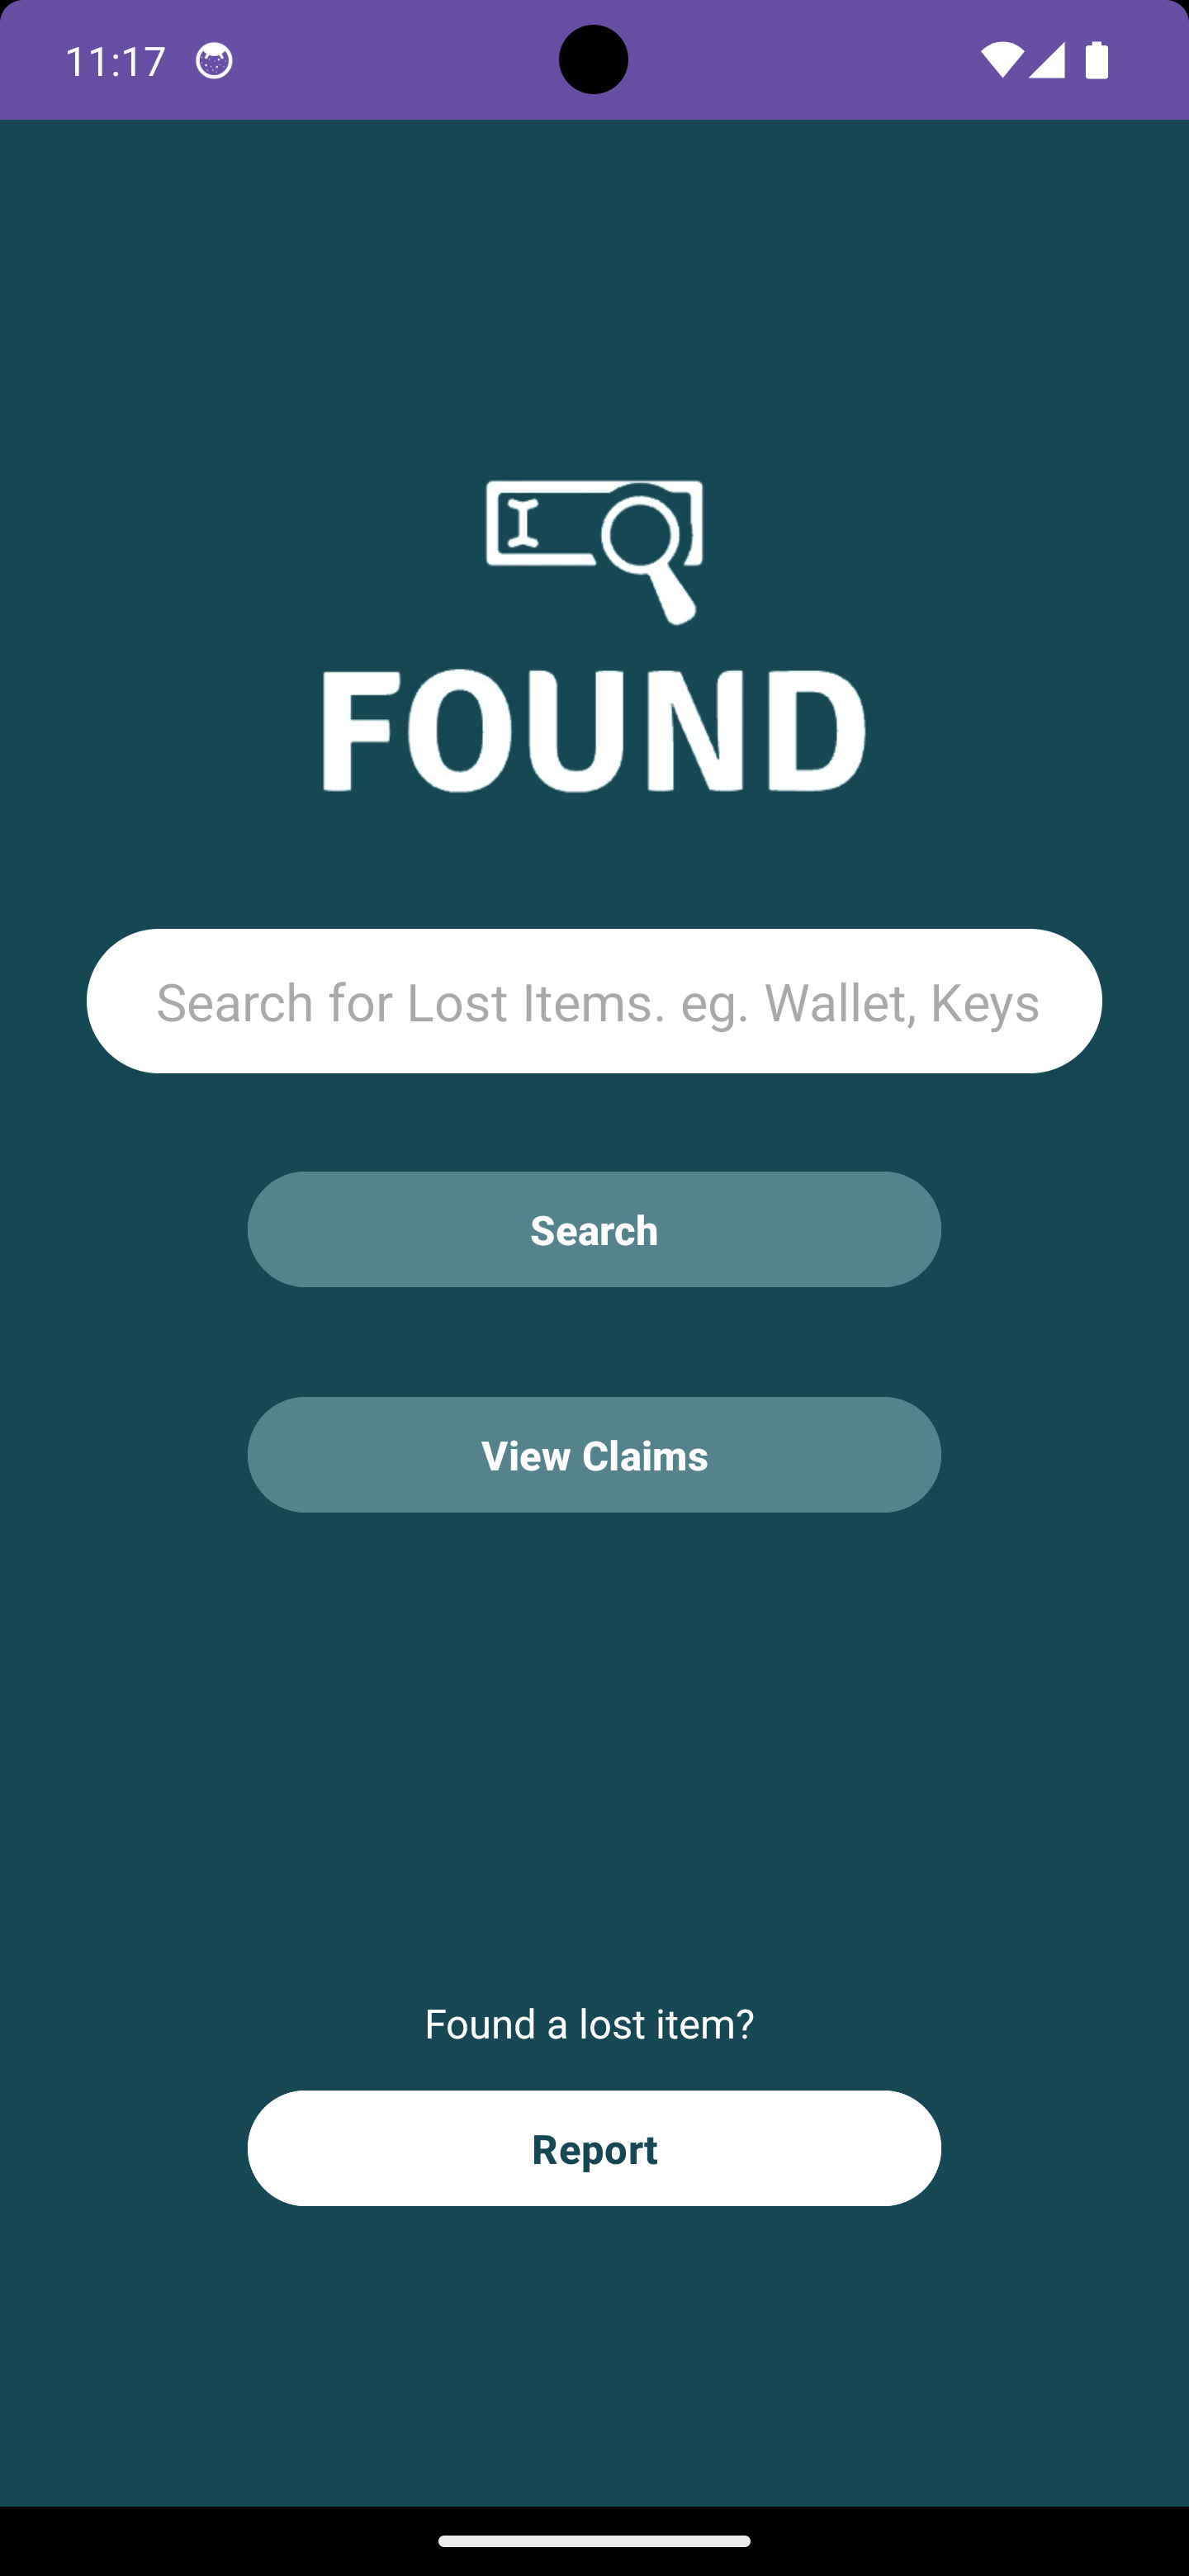 11:17
FOUND
Search for Lost Items. eg. Wallet, Keys
Search
View Claims
Found a lost item?
Report